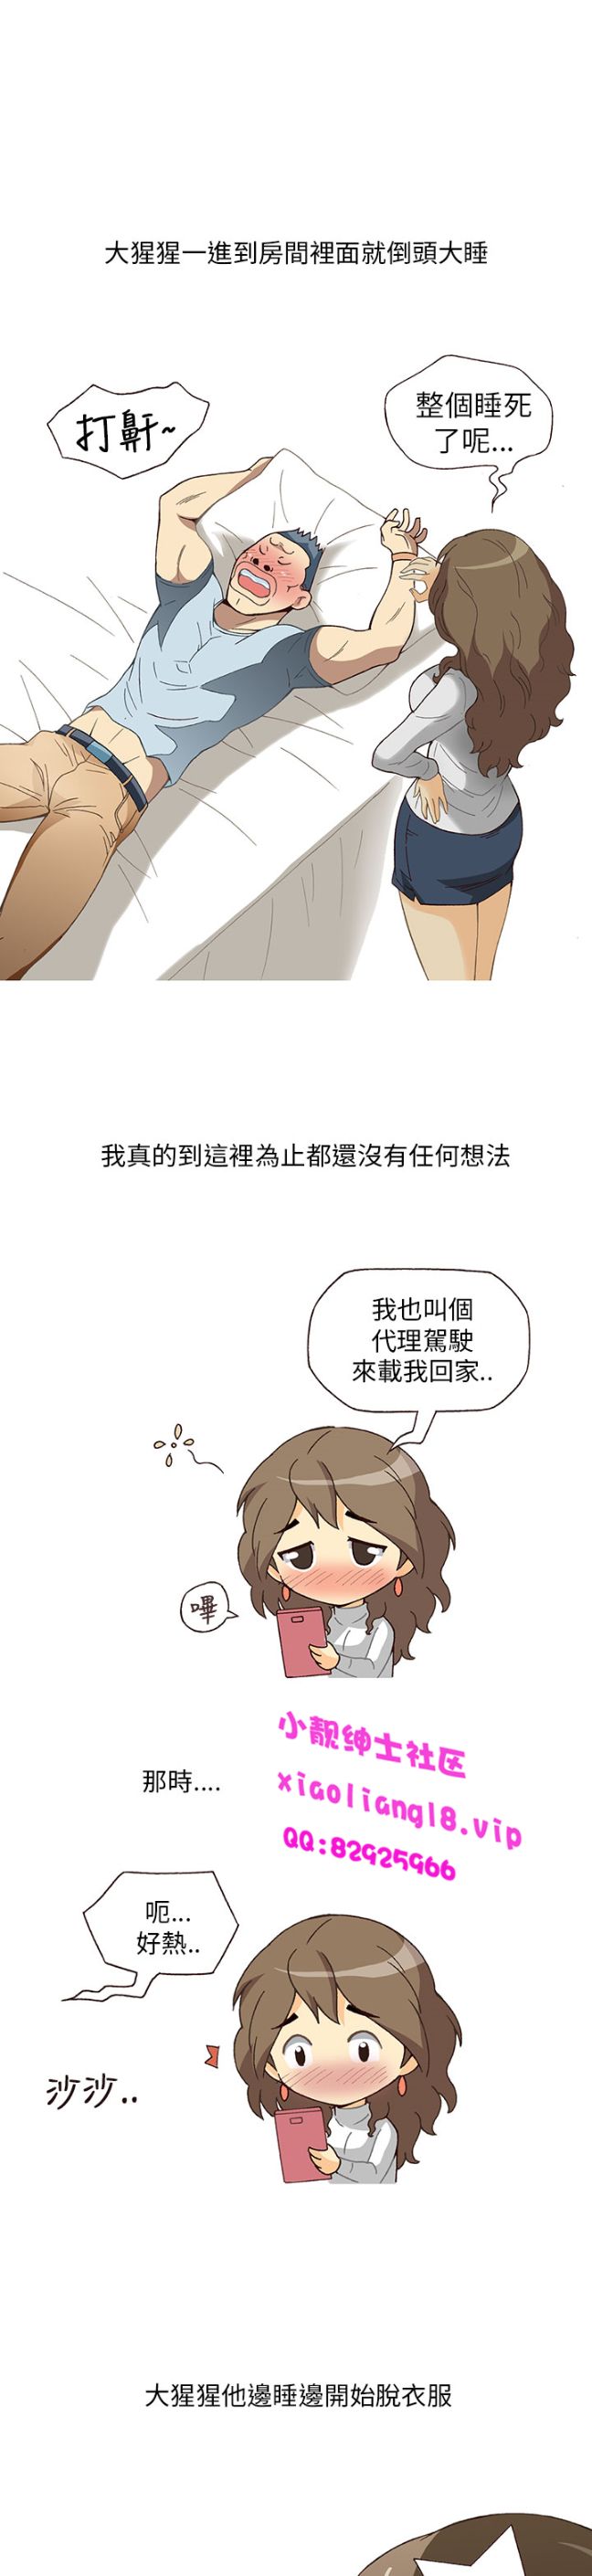 大猩猩一進到房間裡面就倒頭大睡
打鼾~
整個睡死
了呢...
我真的到這裡為止都還沒有任何想法
我也叫個
代理駕駛
來載我回家..
嗶
小靓绅士社区
xiaoliang18.vip
QQ:82925966
那時....
呃...
好熱..
沙沙..
大猩猩他邊睡邊開始脫衣服